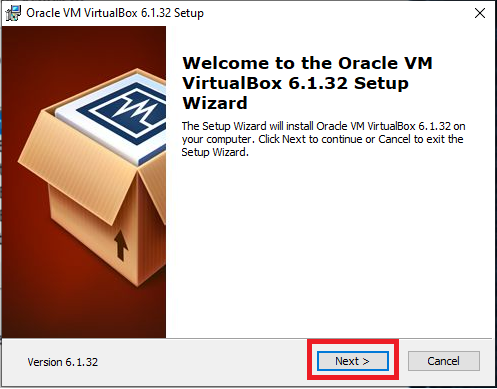 Oracle VM VirtualBox 6.1.32 Setup
Welcome to the Oracle VM
VirtualBox 6.1.32 Setup
Wizard
The Setup Wizard will install Oracle VM VirtualBox 6.1.32 on
your computer. Click Next to continue or Cancel to exit the
Setup Wizard.
Version 6.1.32
Next >
Cancel